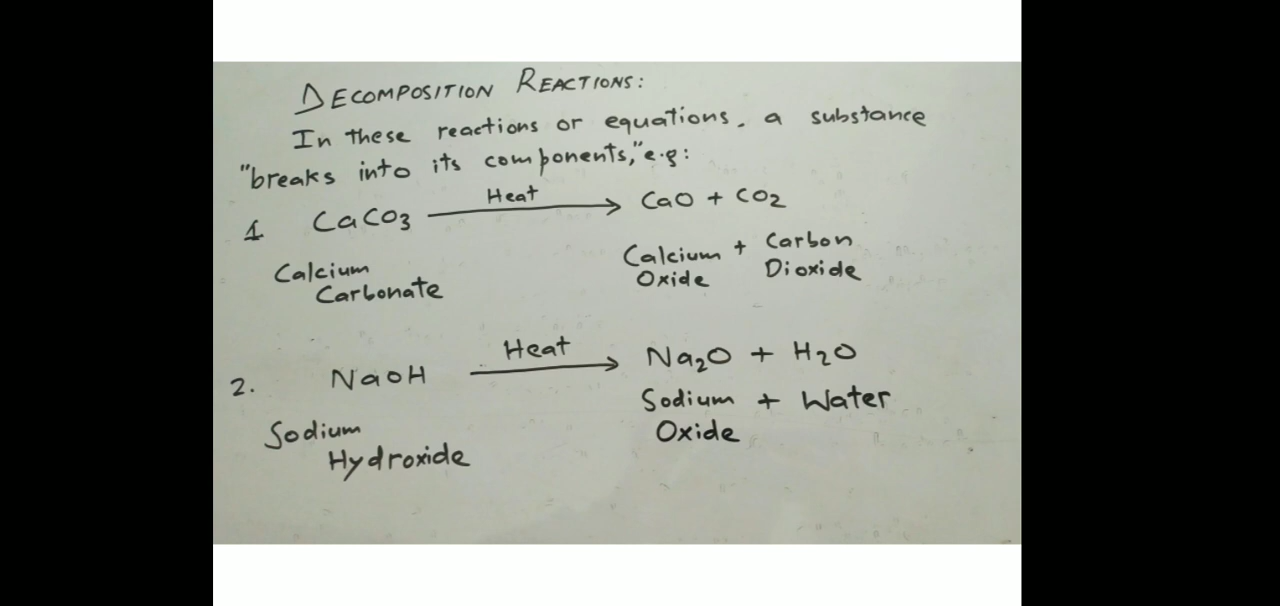 DECOMPOSITION REACTIONS:
In these reactions or equations, a substance
"breaks into its components," e.g:
1 CaCO3 Heat → CaO + CO2
Calcium Carbonate Calcium Oxide + Carbon Dioxide
2. NaOH Heat → Na2O + H2O
Sodium Hydroxide Sodium Oxide + Water